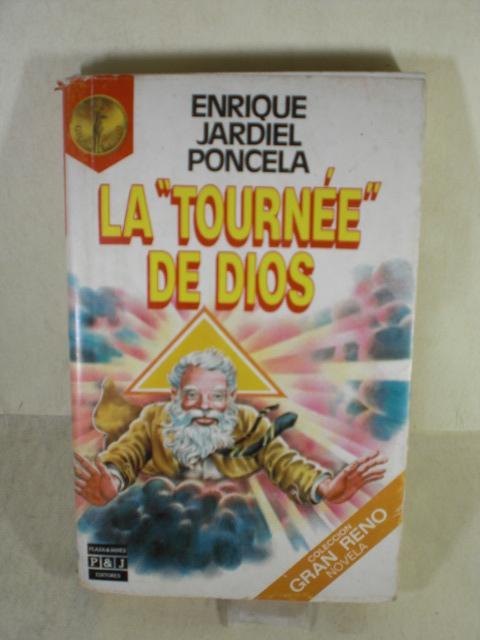 ENRIQUE
JARDIEL
PONCELA
LA "TOURNÉE"
DE DIOS
COLECCION
GRAN RENO
NOVELA
PLAZA & JANES
P & J
EDITORES